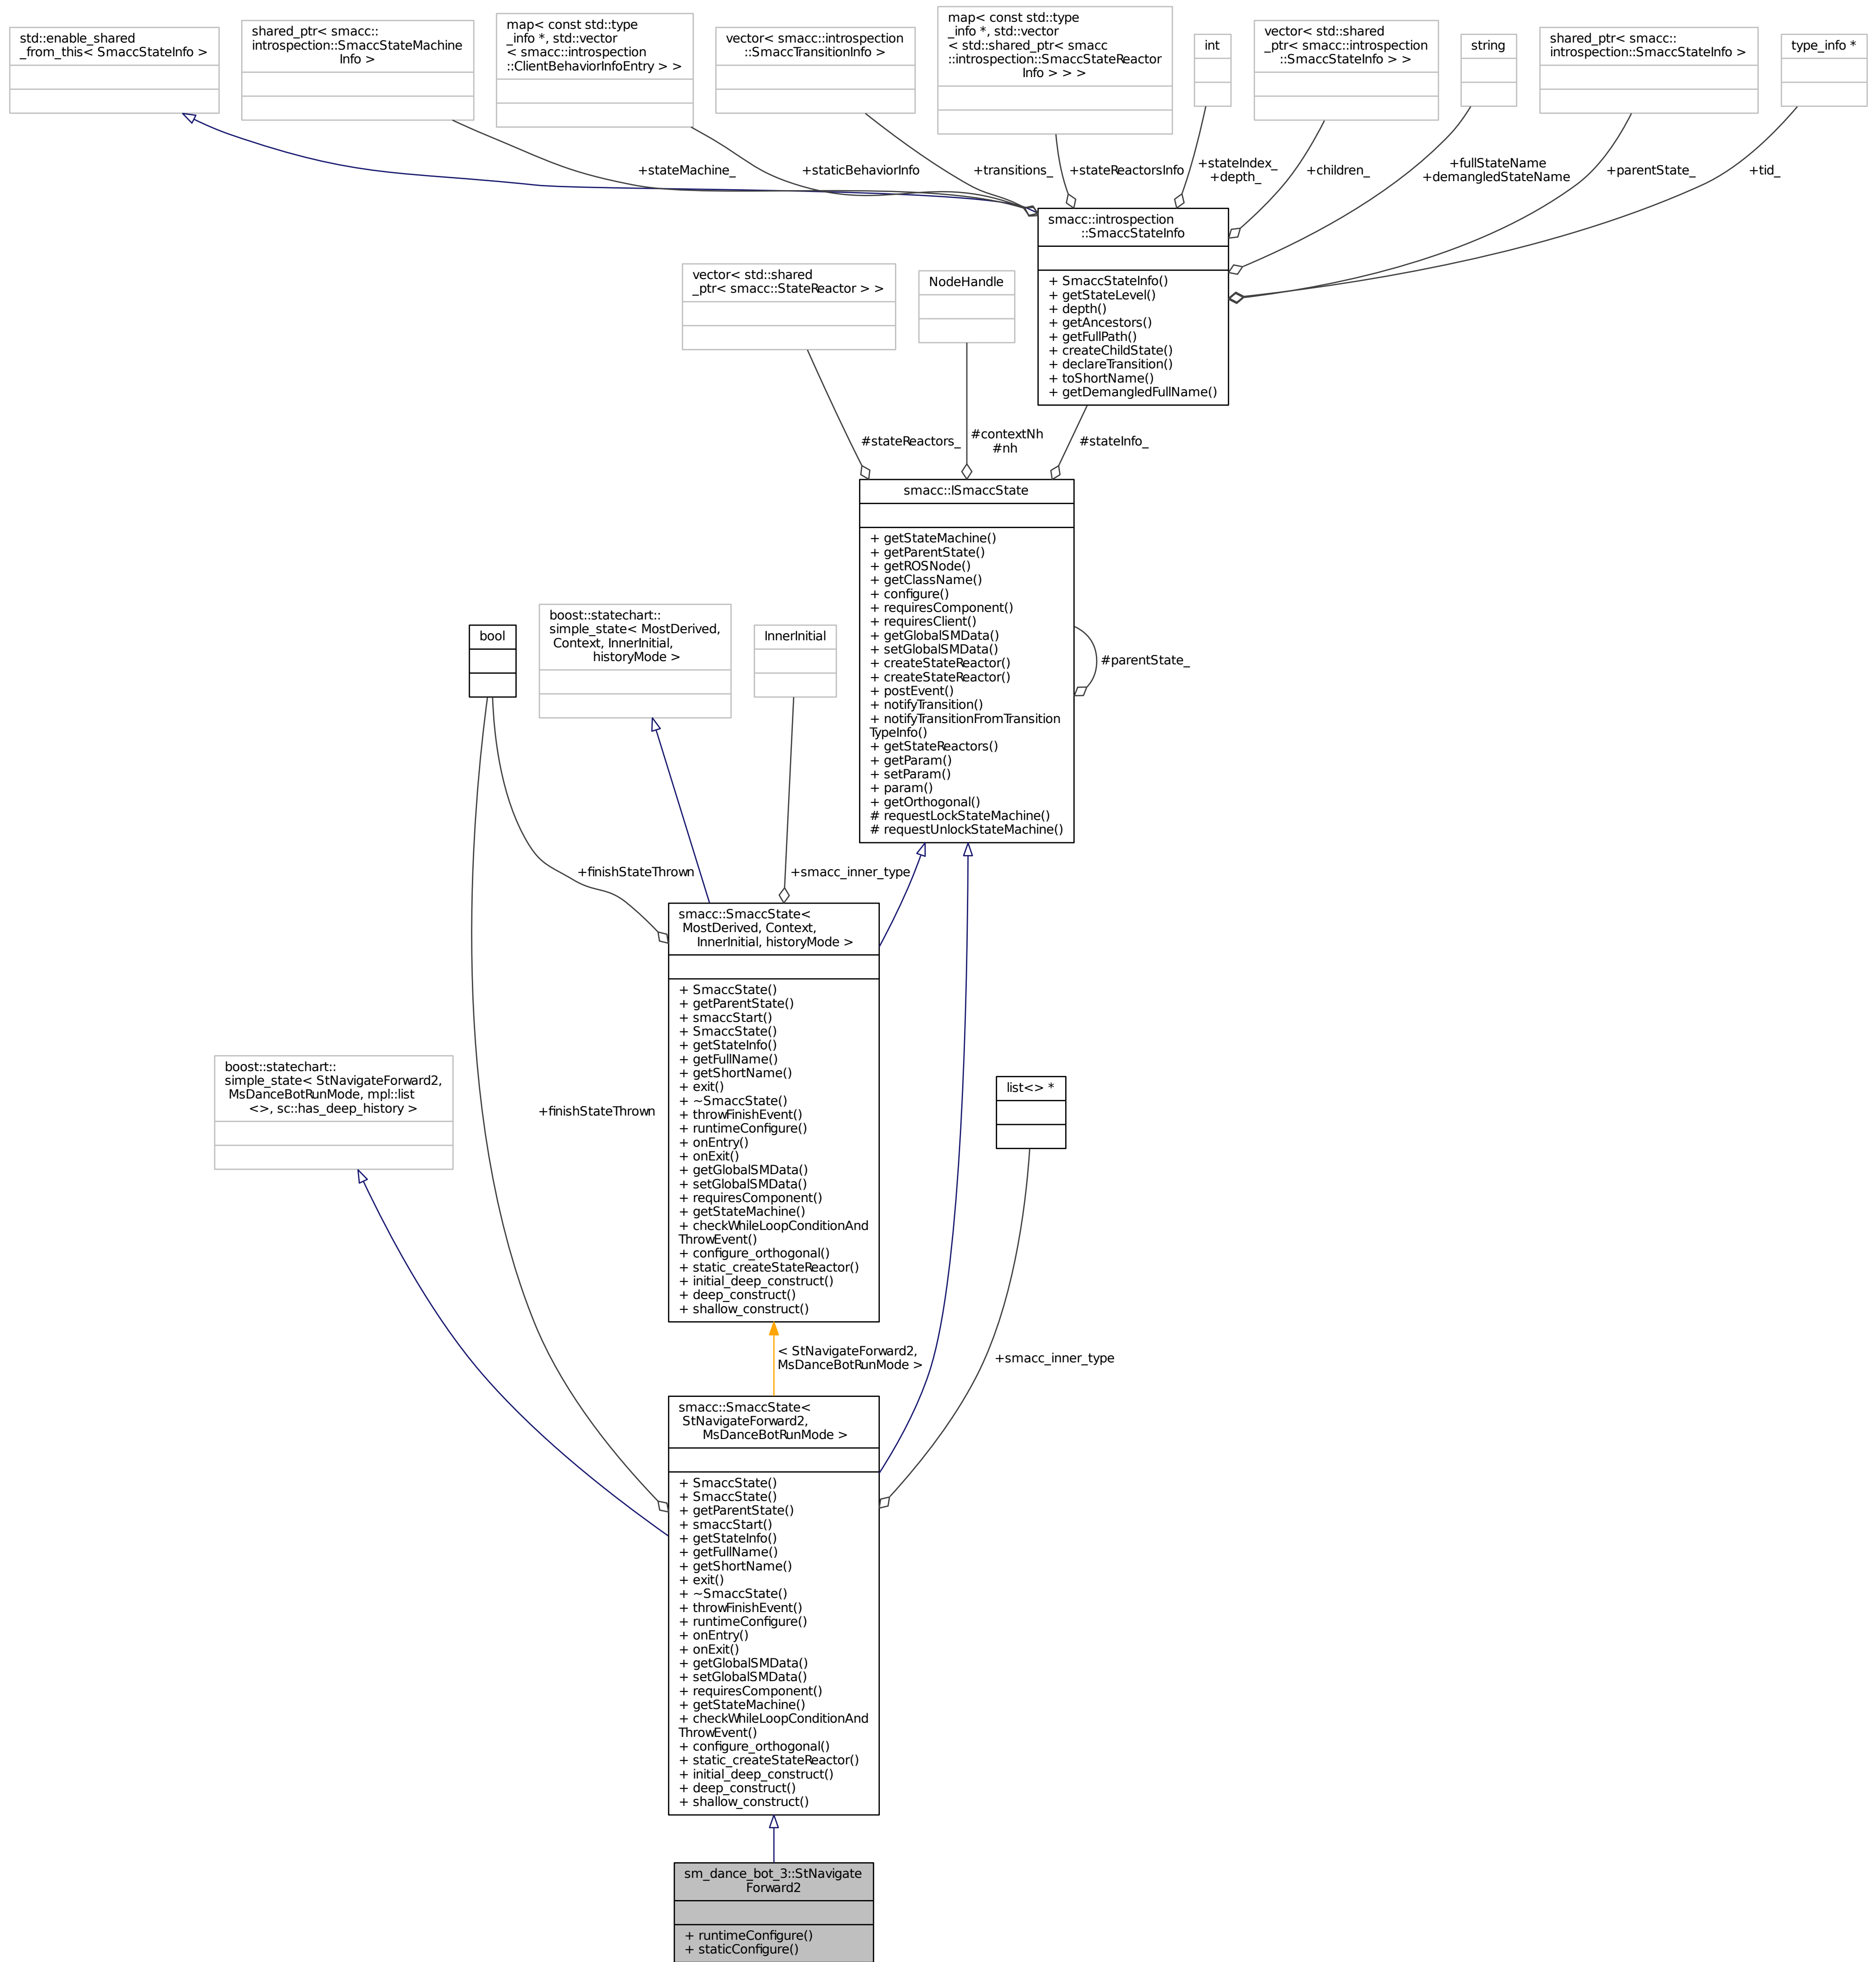 std::enable_shared
_from_this< SmaccStateInfo >
shared_ptr< smacc::
introspection::SmaccStateMachine
Info >
map< const std::type
_info *, std::vector
< smacc::introspection
::ClientBehaviorInfoEntry > >
vector< smacc::introspection
::SmaccTransitionInfo >
map< const std::type
_info *, std::vector
< std::shared_ptr< smacc
::introspection::SmaccStateReactor
Info > > >
int
vector< std::shared
_ptr< smacc::introspection
::SmaccStateInfo > >
string
shared_ptr< smacc::
introspection::SmaccStateInfo >
type_info *
+stateMachine_
+staticBehaviorInfo
+transitions_
+stateReactorsInfo
+stateIndex_
+depth_
+children_
+fullStateName
+demangledStateName
+parentState_
+tid_
smacc::introspection
::SmaccStateInfo
+ SmaccStateInfo()
+ getStateLevel()
+ depth()
+ getAncestors()
+ getFullPath()
+ createChildState()
+ declareTransition()
+ toShortName()
+ getDemangledFullName()
vector< std::shared
_ptr< smacc::StateReactor > >
NodeHandle
#stateReactors_
#contextNh
#nh
#stateInfo_
smacc::ISmaccState
+ getStateMachine()
+ getParentState()
+ getROSNode()
+ getClassName()
+ configure()
+ requiresComponent()
+ requiresClient()
+ getGlobalSMData()
+ setGlobalSMData()
+ createStateReactor()
+ createStateReactor()
+ postEvent()
+ notifyTransition()
+ notifyTransitionFromTransition
TypeInfo()
+ getStateReactors()
+ getParam()
+ setParam()
+ param()
+ getOrthogonal()
# requestLockStateMachine()
# requestUnlockStateMachine()
#parentState_
bool
boost::statechart::
simple_state< MostDerived,
Context, InnerInitial,
historyMode >
InnerInitial
+finishStateThrown
+smacc_inner_type
smacc::SmaccState<
MostDerived, Context,
InnerInitial, historyMode >
+ SmaccState()
+ getParentState()
+ smaccStart()
+ SmaccState()
+ getStateInfo()
+ getFullName()
+ getShortName()
+ exit()
+ ~SmaccState()
+ throwFinishEvent()
+ runtimeConfigure()
+ onEntry()
+ onExit()
+ getGlobalSMData()
+ setGlobalSMData()
+ requiresComponent()
+ getStateMachine()
+ checkWhileLoopConditionAnd
ThrowEvent()
+ configure_orthogonal()
+ static_createStateReactor()
+ initial_deep_construct()
+ deep_construct()
+ shallow_construct()
boost::statechart::
simple_state< StNavigateForward2,
MsDanceBotRunMode, mpl::list
<>, sc::has_deep_history >
+finishStateThrown
list<> *
< StNavigateForward2,
MsDanceBotRunMode >
+smacc_inner_type
smacc::SmaccState<
StNavigateForward2,
MsDanceBotRunMode >
+ SmaccState()
+ SmaccState()
+ getParentState()
+ smaccStart()
+ getStateInfo()
+ getFullName()
+ getShortName()
+ exit()
+ ~SmaccState()
+ throwFinishEvent()
+ runtimeConfigure()
+ onEntry()
+ onExit()
+ getGlobalSMData()
+ setGlobalSMData()
+ requiresComponent()
+ getStateMachine()
+ checkWhileLoopConditionAnd
ThrowEvent()
+ configure_orthogonal()
+ static_createStateReactor()
+ initial_deep_construct()
+ deep_construct()
+ shallow_construct()
sm_dance_bot_3::StNavigate
Forward2
+ runtimeConfigure()
+ staticConfigure()